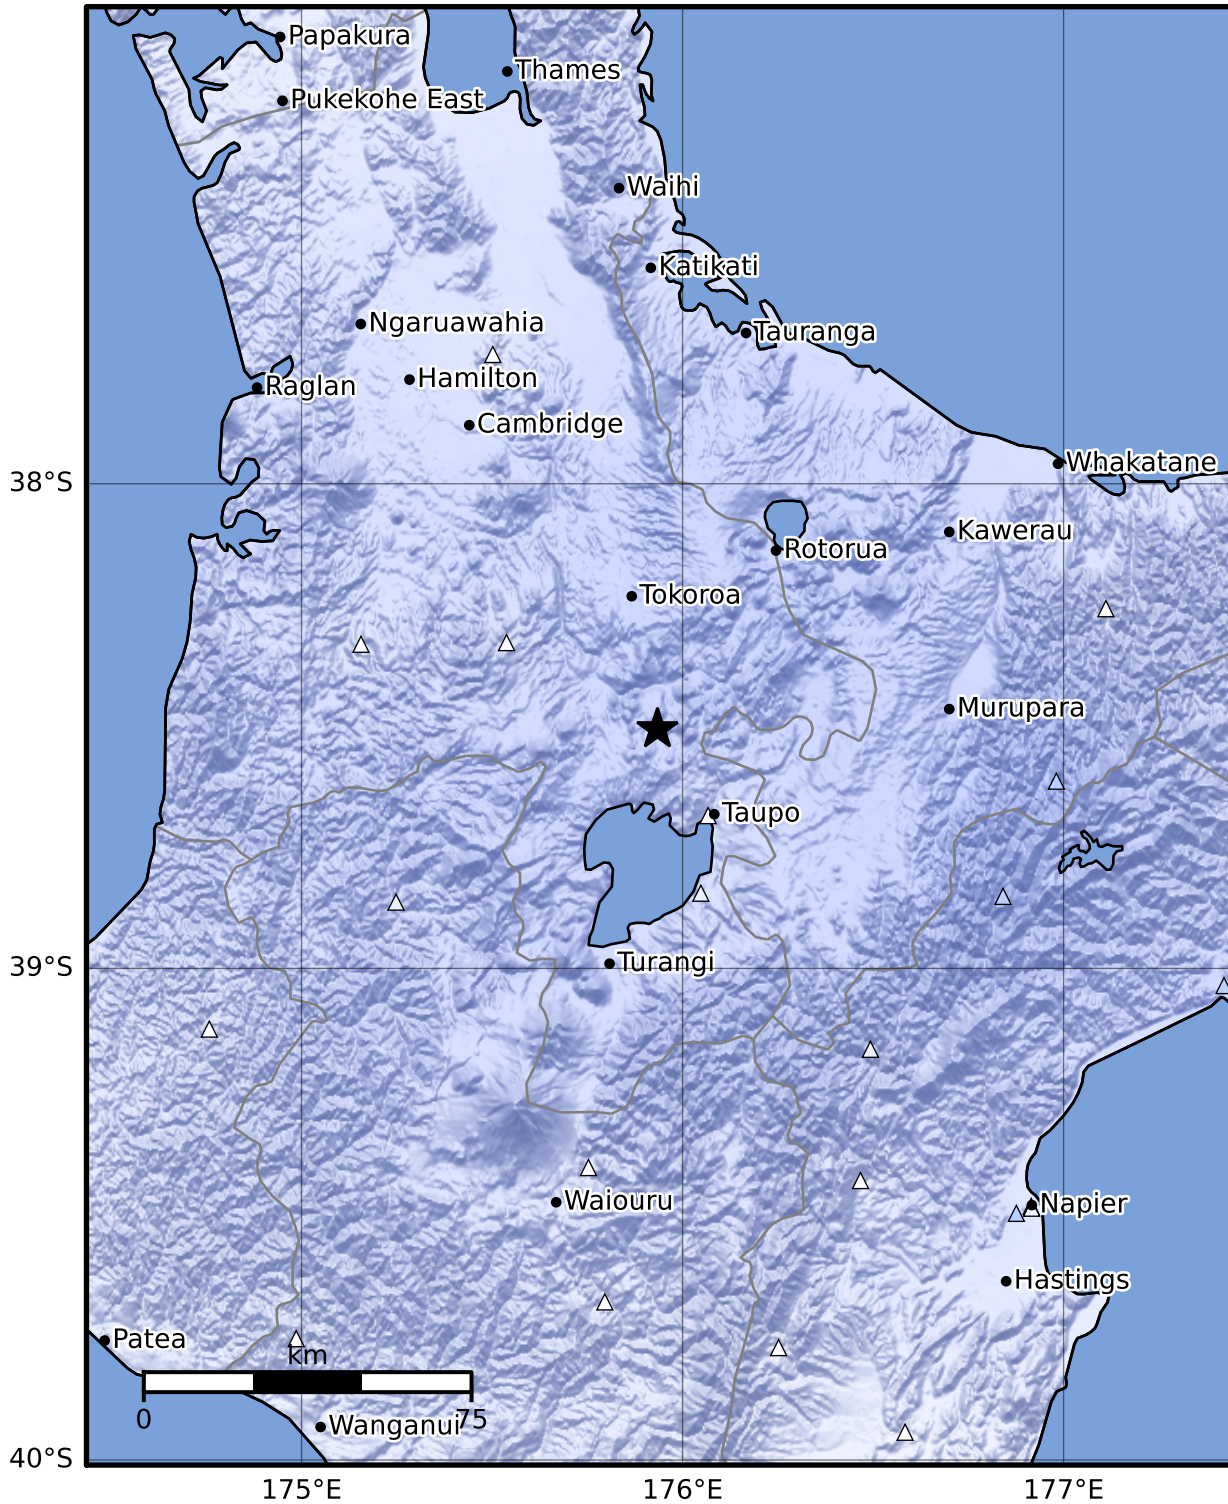 Papakura
Thames
Pukekohe East
Waihi
Katikati
Ngaruawahia
Tauranga
Hamilton
Raglan
Cambridge
Whakatane
38°S
Kawerau
Rotorua
Tokoroa
Murupara
Taupo
Turangi
39°S
Waiouru
Napier
Hastings
Patea
km
0
75
Wanganui
40°S
175°E
176°E
177°E